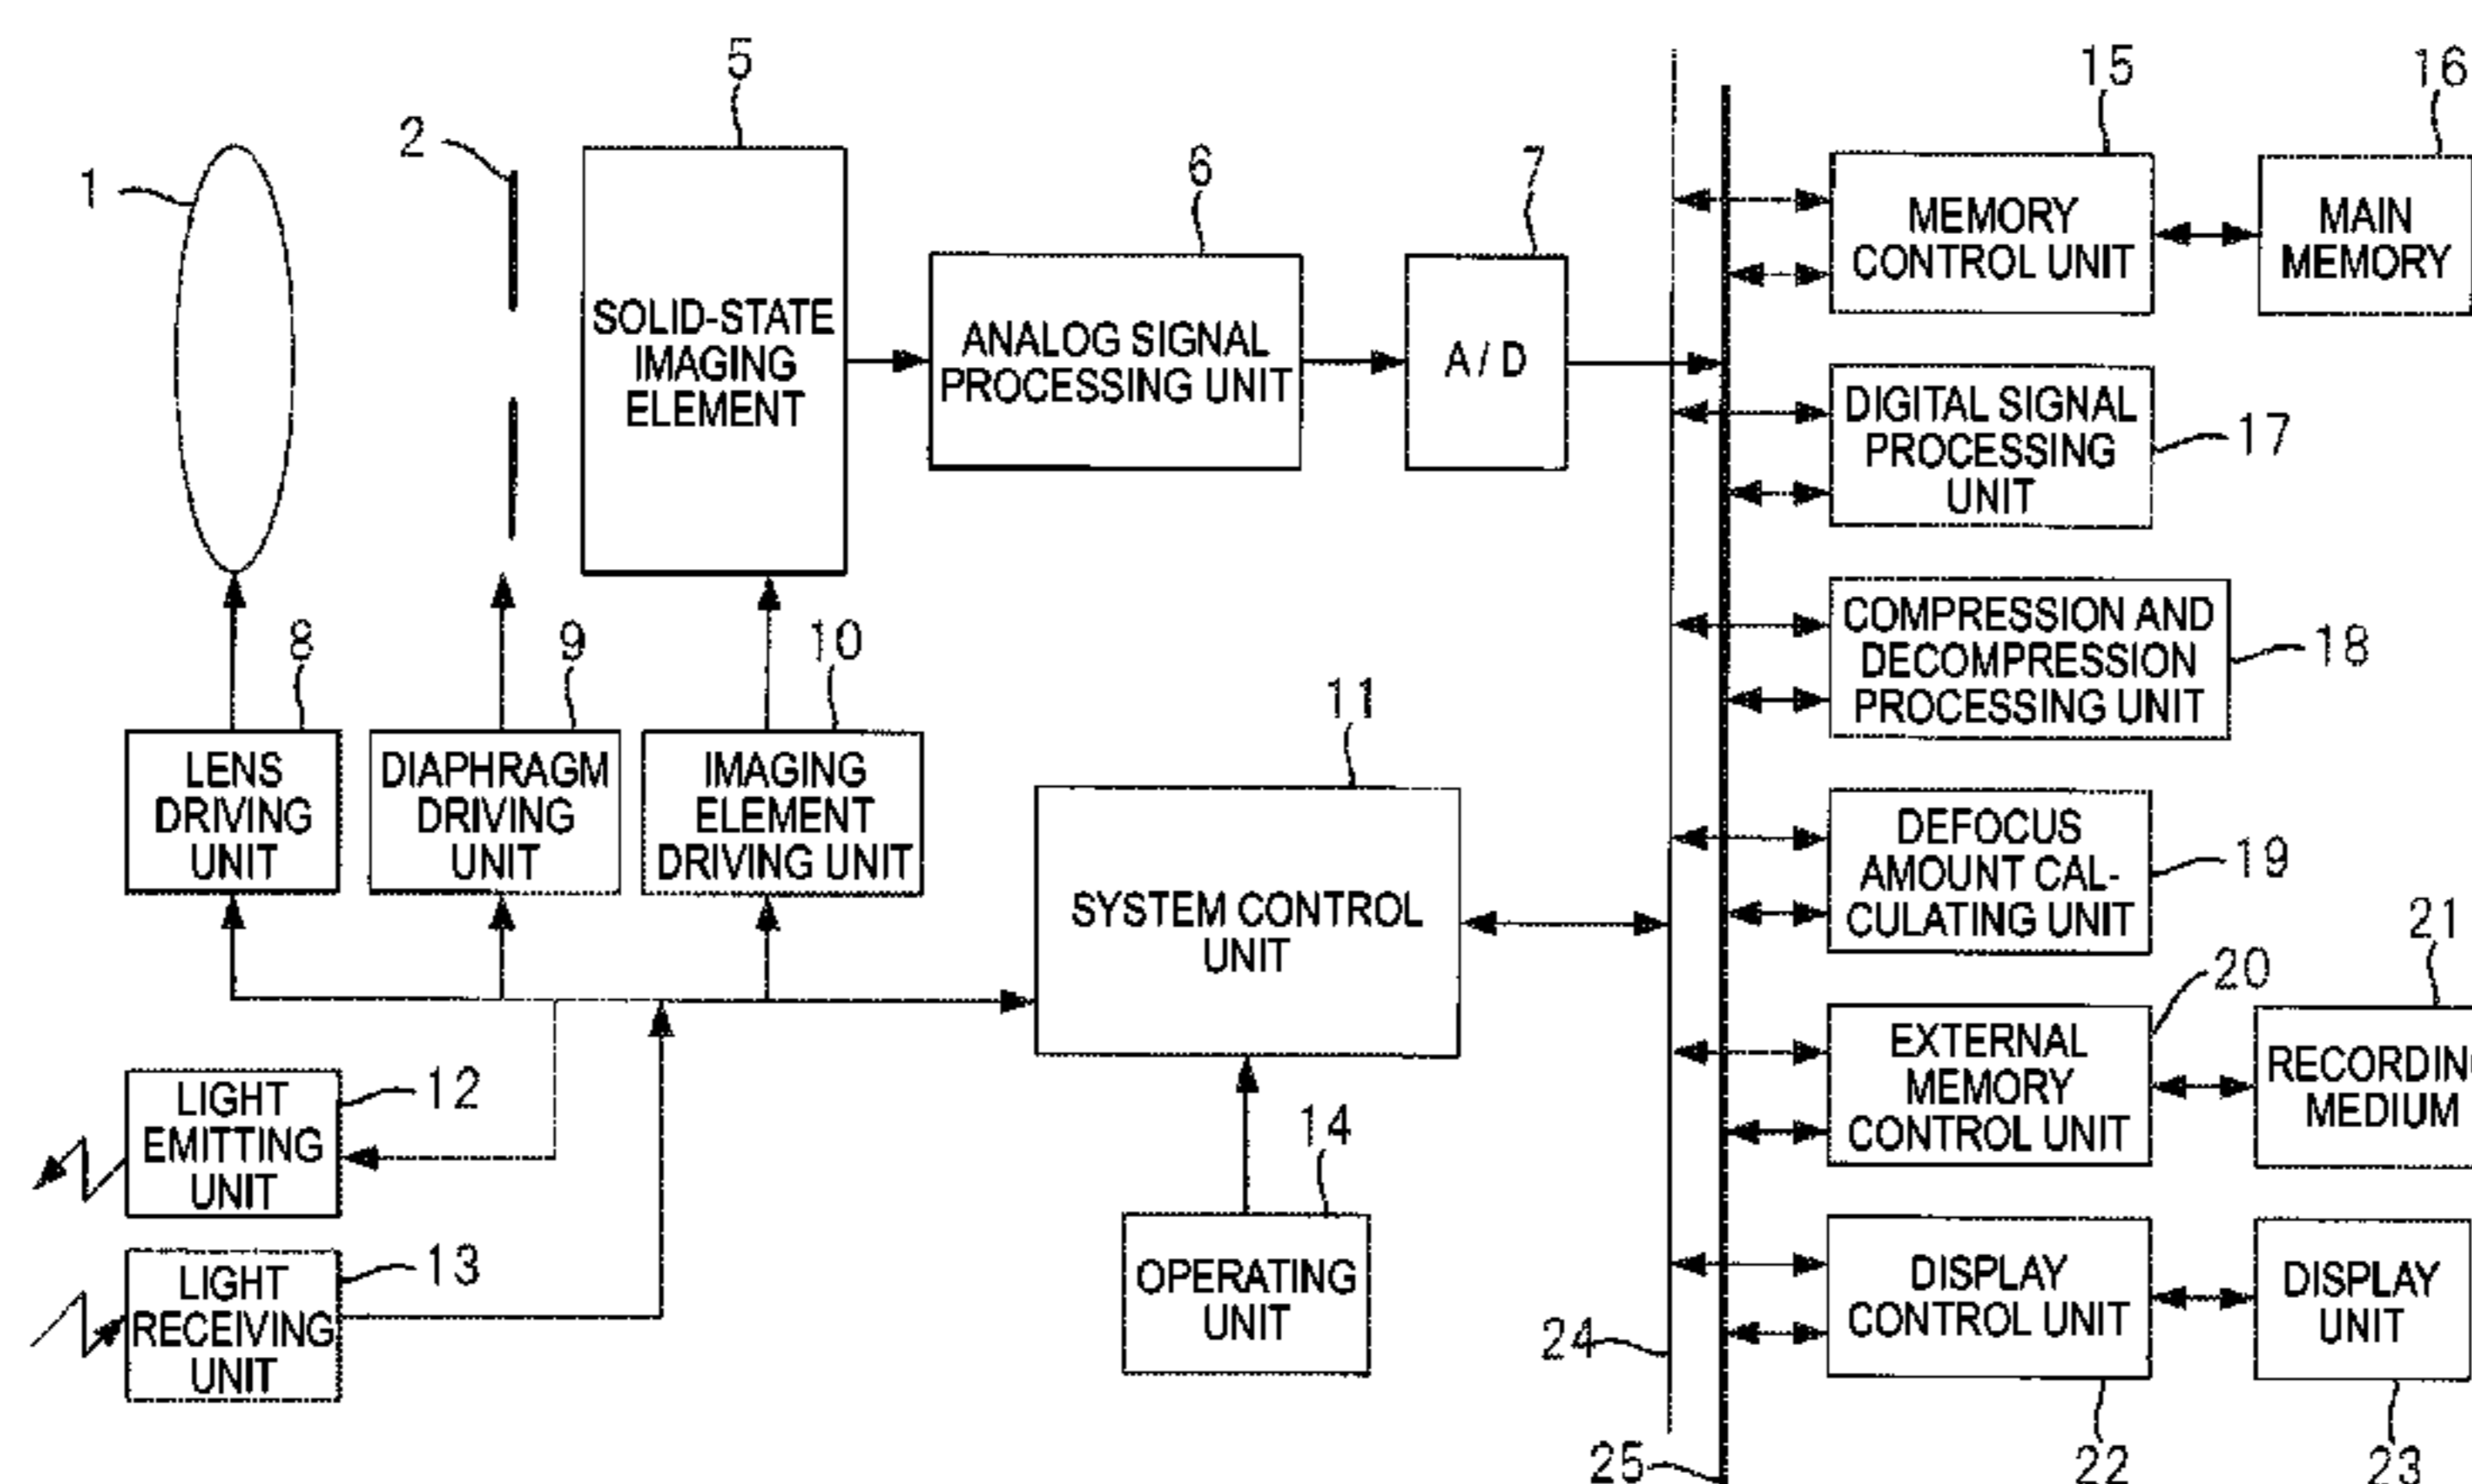 5
15
16
2
6
7
1
MEMORY
CONTROL UNIT
MAIN
MEMORY
SOLID-STATE
IMAGING
ELEMENT
ANALOG SIGNAL
PROCESSING UNIT
A / D
DIGITAL SIGNAL
PROCESSING
UNIT
17
COMPRESSION AND
DECOMPRESSION
PROCESSING UNIT
18
8
9
10
11
LENS
DRIVING
UNIT
DIAPHRAGM
DRIVING
UNIT
IMAGING
ELEMENT
DRIVING UNIT
DEFOCUS
AMOUNT CAL-
CULATING UNIT
19
SYSTEM CONTROL
UNIT
20
21
EXTERNAL
MEMORY
CONTROL UNIT
RECORDING
MEDIUM
LIGHT
EMITTING
UNIT
12
14
LIGHT
RECEIVING
UNIT
13
OPERATING
UNIT
DISPLAY
CONTROL UNIT
DISPLAY
UNIT
24
25
22
23